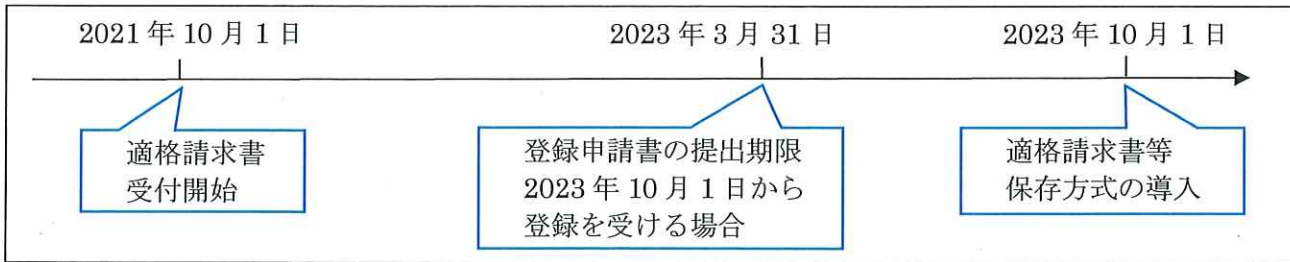 2021年10月1日
2023年3月31日
2023年10月1日
適格請求書
受付開始
登録申請書の提出期限
2023年10月1日から
登録を受ける場合
適格請求書等
保存方式の導入